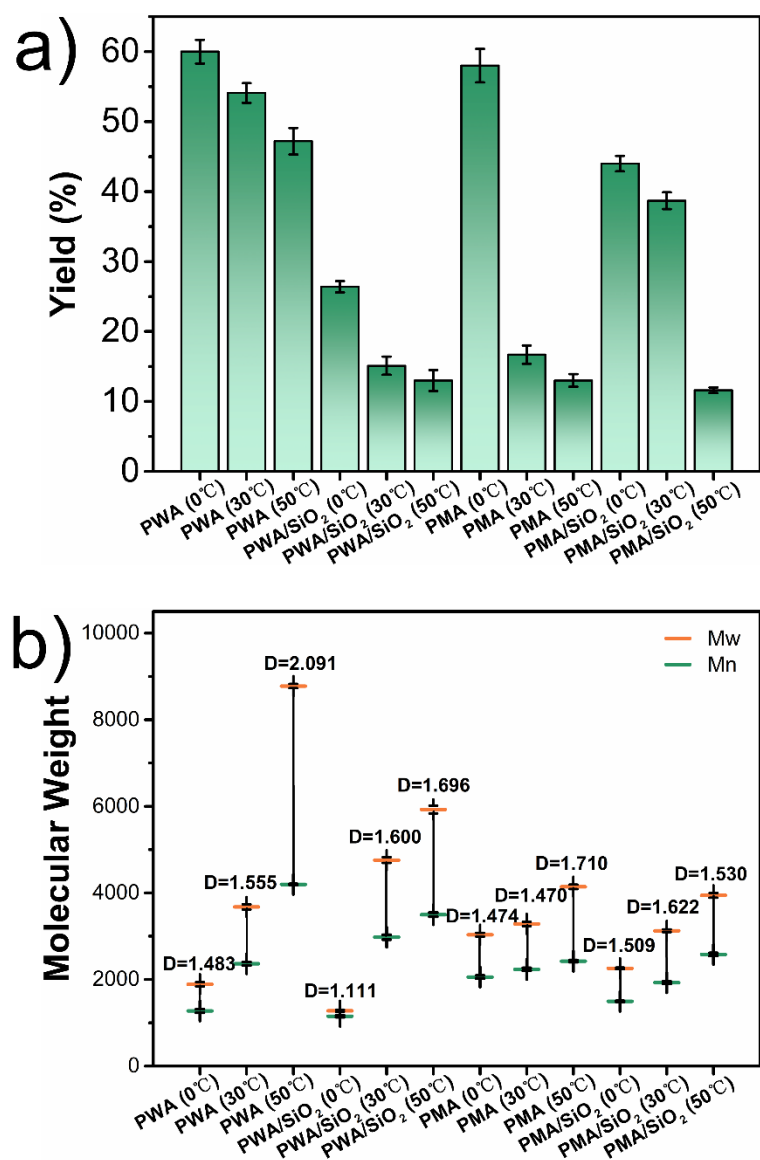 a)
Yield (%)
60
50
40
30
20
10
0
PWA (0℃)
PWA (30℃)
PWA (50℃)
PWA/SiO₂ (0℃)
PWA/SiO₂ (30℃)
PWA/SiO₂ (50℃)
PMA (0℃)
PMA (30℃)
PMA (50℃)
PMA/SiO₂ (0℃)
PMA/SiO₂ (30℃)
PMA/SiO₂ (50℃)
b)
Molecular Weight
10000
8000
6000
4000
2000
0
Mw
Mn
D=1.483
D=1.555
D=2.091
D=1.111
D=1.600
D=1.696
D=1.474
D=1.470
D=1.710
D=1.509
D=1.622
D=1.530
PWA (0℃)
PWA (30℃)
PWA (50℃)
PWA/SiO₂ (0℃)
PWA/SiO₂ (30℃)
PWA/SiO₂ (50℃)
PMA (0℃)
PMA (30℃)
PMA (50℃)
PMA/SiO₂ (0℃)
PMA/SiO₂ (30℃)
PMA/SiO₂ (50℃)